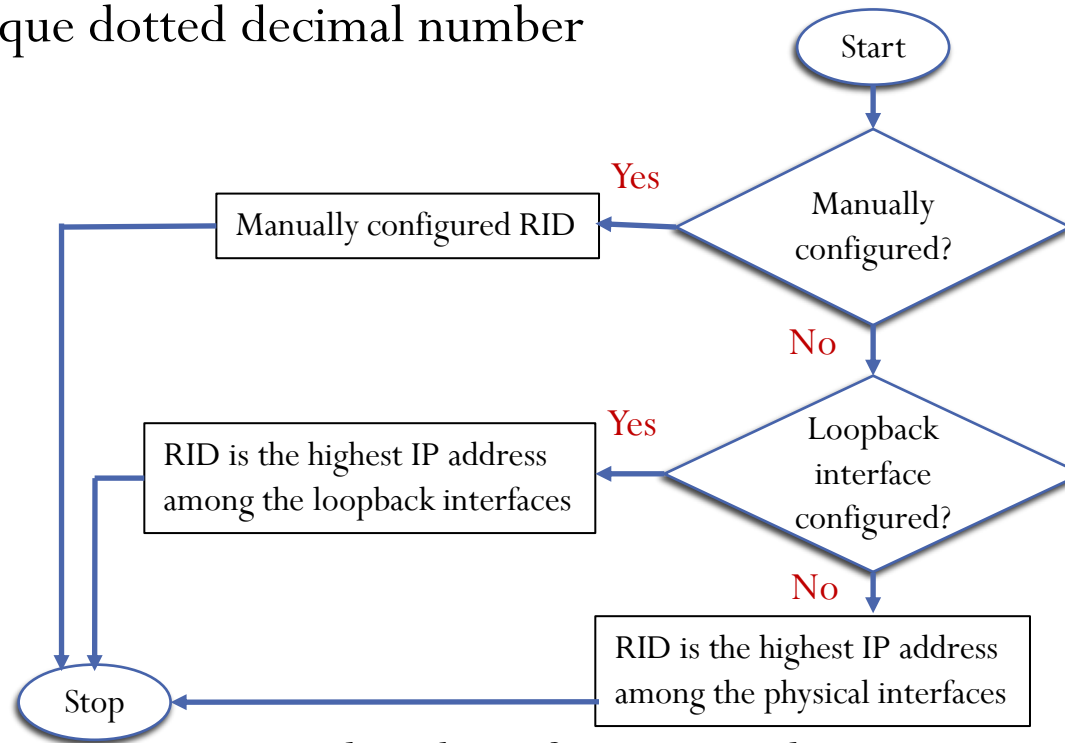 que dotted decimal number
Start
Manually
configured?
Yes
Manually configured RID
No
Loopback
interface
configured?
Yes
RID is the highest IP address
among the loopback interfaces
No
RID is the highest IP address
among the physical interfaces
Stop